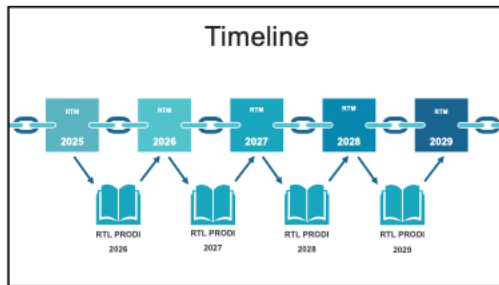 Timeline
RTM RTM RTM RTM RTM
2025 2026 2027 2028 2029
RTL PRODI RTL PRODI RTL PRODI RTL PRODI
2026 2027 2028 2029